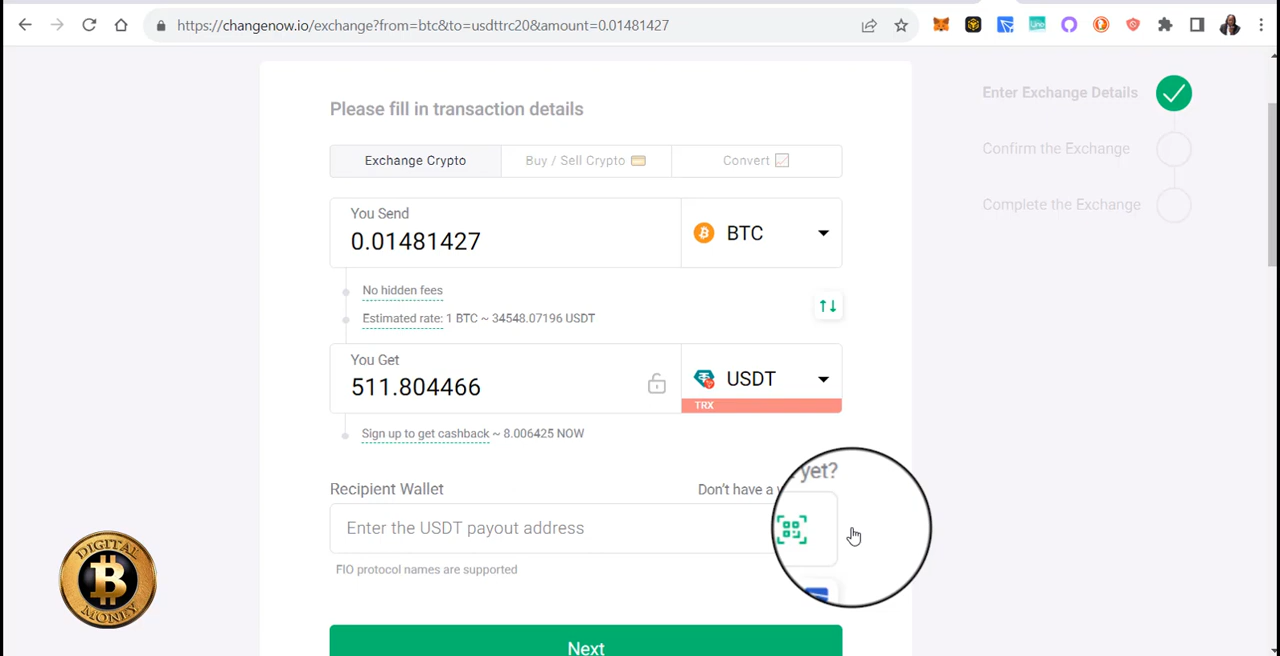 https://changenow.io/exchange?from=btc&to=usdttrc20&amount=0.01481427
Please fill in transaction details
Enter Exchange Details
Exchange Crypto
Buy / Sell Crypto
Convert
Confirm the Exchange
Complete the Exchange
You Send
0.01481427
BTC
No hidden fees
Estimated rate: 1 BTC ~ 34548.07196 USDT
You Get
511.804466
USDT
TRX
Sign up to get cashback ~ 8.006425 NOW
Recipient Wallet
Don't have a
yet?
Enter the USDT payout address
FIO protocol names are supported
DIGITAL
MONEY
Next